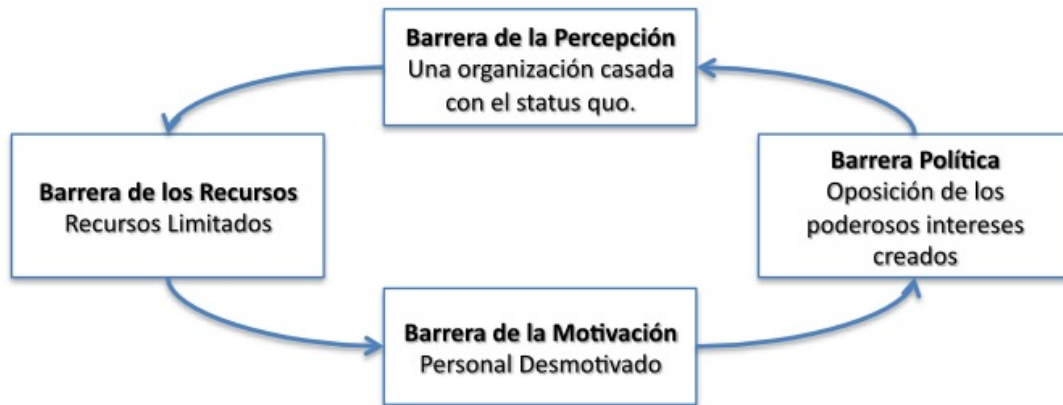 Barrera de la Percepción
Una organización casada
con el status quo.
Barrera de los Recursos
Recursos Limitados
Barrera Política
Oposición de los
poderosos intereses
creados
Barrera de la Motivación
Personal Desmotivado